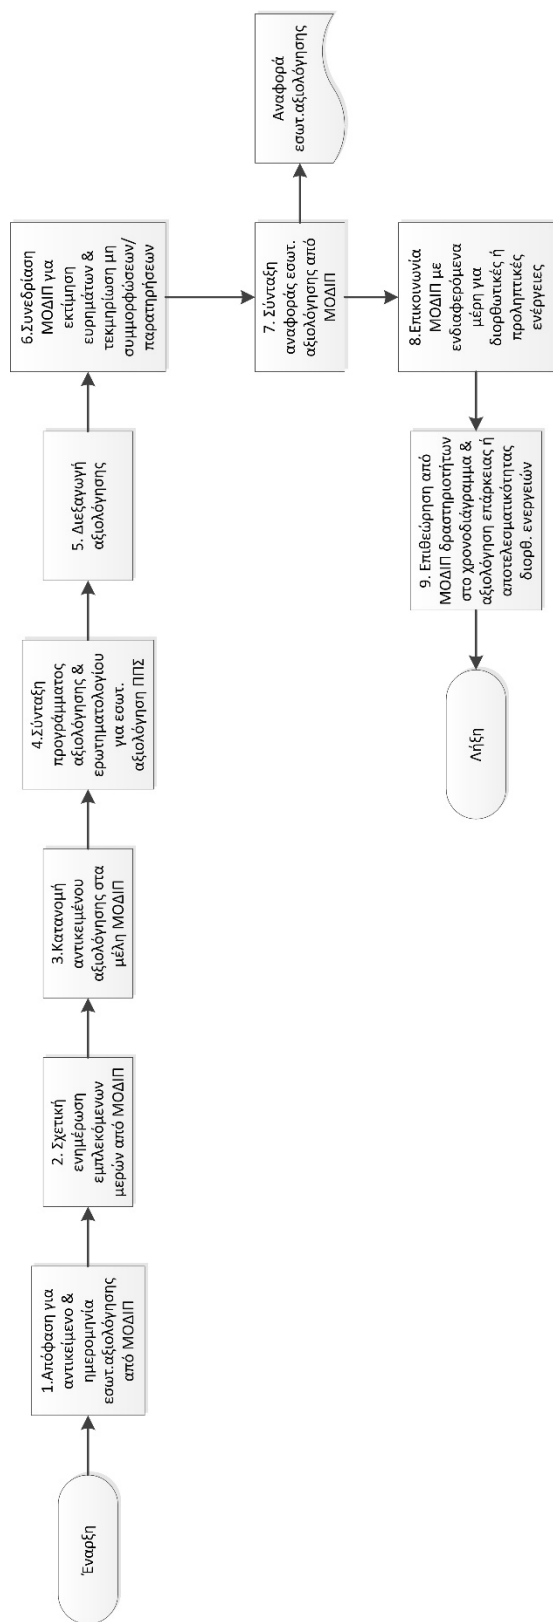 Έναρξη
1.Απόφαση για
αντικείμενο &
ημερομηνία
εσωτ.αξιολόγησης
από ΜΟΔΙΠ
2. Σχετική
ενημέρωση
εμπλεκόμενων
μερών από ΜΟΔΙΠ
3.Κατανομή
αντικειμένου
αξιολόγησης στα
μέλη ΜΟΔΙΠ
4.Σύνταξη
προγράμματος
αξιολόγησης &
ερωτηματολογίου
για εσωτ.
αξιολόγηση ΠΠΣ
5. Διεξαγωγή
αξιολόγησης
6.Συνεδρίαση
ΜΟΔΙΠ για
εκτίμηση
ευρημάτων &
τεκμηρίωση μη
συμμορφώσεων/
παρατηρήσεων
7. Σύνταξη
αναφοράς εσωτ.
αξιολόγησης από
ΜΟΔΙΠ
Αναφορά
εσωτ.αξιολόγησης
8.Επικοινωνία
ΜΟΔΙΠ με
ενδιαφερόμενα
μέρη για
διορθωτικές ή
προληπτικές
ενέργειες
9. Επιθεώρηση από
ΜΟΔΙΠ δραστηριοτήτων
στο χρονοδιάγραμμα &
αξιολόγηση επάρκειας ή
αποτελεσματικότητας
διορθ. ενεργειών
Λήξη